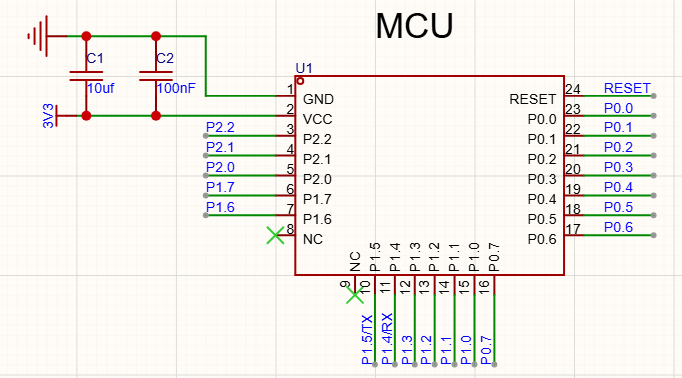 MCU
U1
C1
10uf
C2
100nF
3V3
1 GND
2 VCC
P2.2 3 P2.2
P2.1 4 P2.1
P2.0 5 P2.0
P1.7 6 P1.7
P1.6 7 P1.6
8 NC
RESET 24 RESET
P0.0 23 P0.0
P0.1 22 P0.1
P0.2 21 P0.2
P0.3 20 P0.3
P0.4 19 P0.4
P0.5 18 P0.5
P0.6 17 P0.6
NC 9
P1.5 10 P1.5/TX
P1.4 11 P1.4/RX
P1.3 12 P1.3
P1.2 13 P1.2
P1.1 14 P1.1
P1.0 15 P1.0
P0.7 16 P0.7